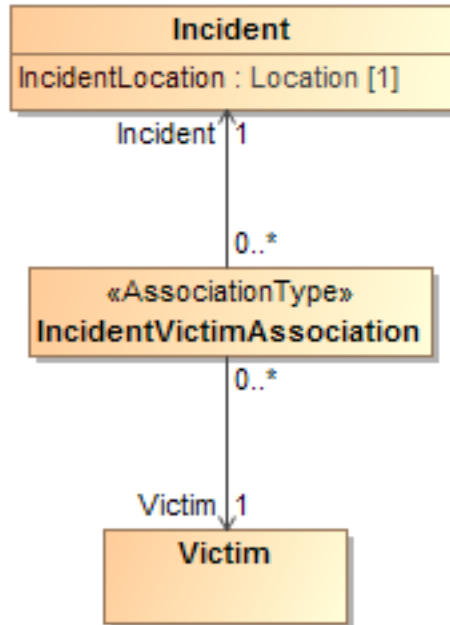 Incident
IncidentLocation : Location [1]
Incident 1
0..*
«AssociationType»
IncidentVictimAssociation
0..*
Victim 1
Victim